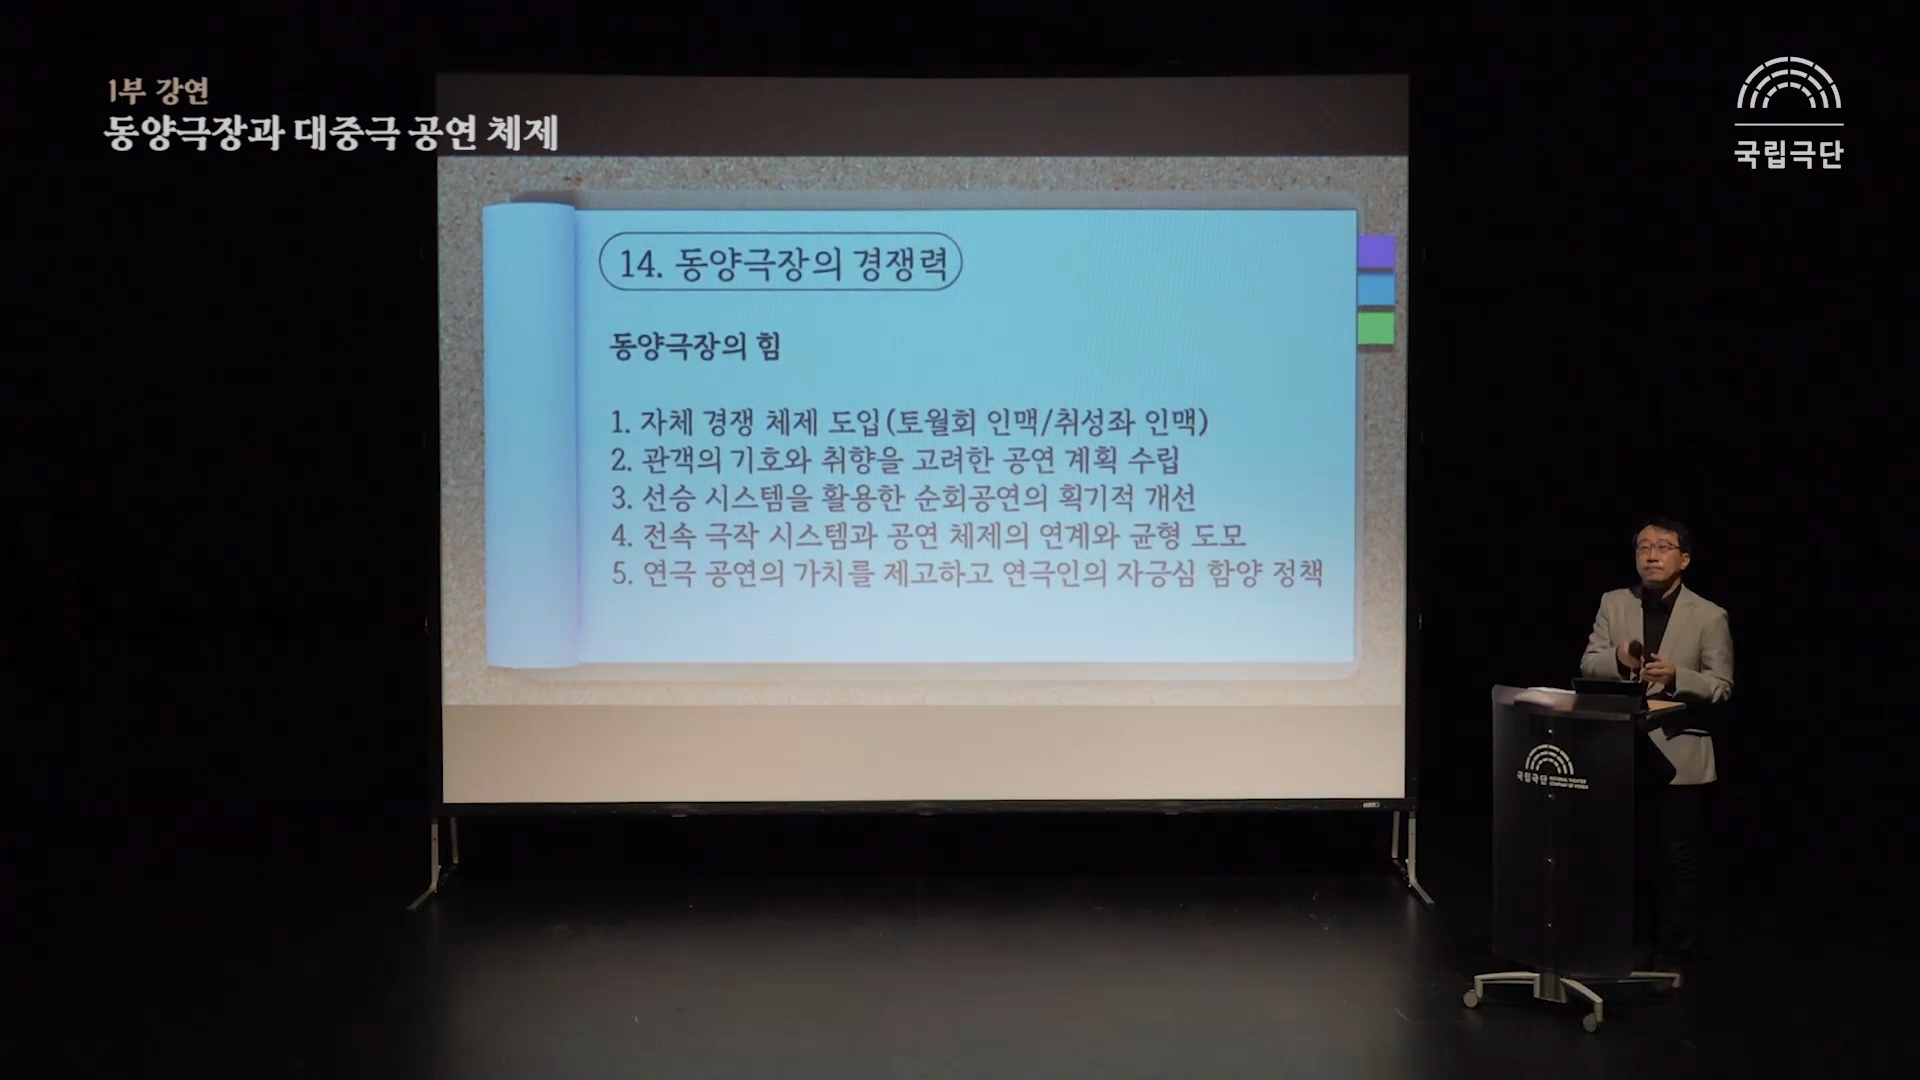 1부 강연
동양극장과 대중극 공연 체제
국립극단
14. 동양극장의 경쟁력
동양극장의 힘
1. 자체 경쟁 체제 도입(토월회 인맥/취성좌 인맥)
2. 관객의 기호와 취향을 고려한 공연 계획 수립
3. 선승 시스템을 활용한 순회공연의 획기적 개선
4. 전속 극작 시스템과 공연 체제의 연계와 균형 도모
5. 연극 공연의 가치를 제고하고 연극인의 자긍심 함양 정책
국립극단 NATIONAL THEATER
COMPANY OF KOREA